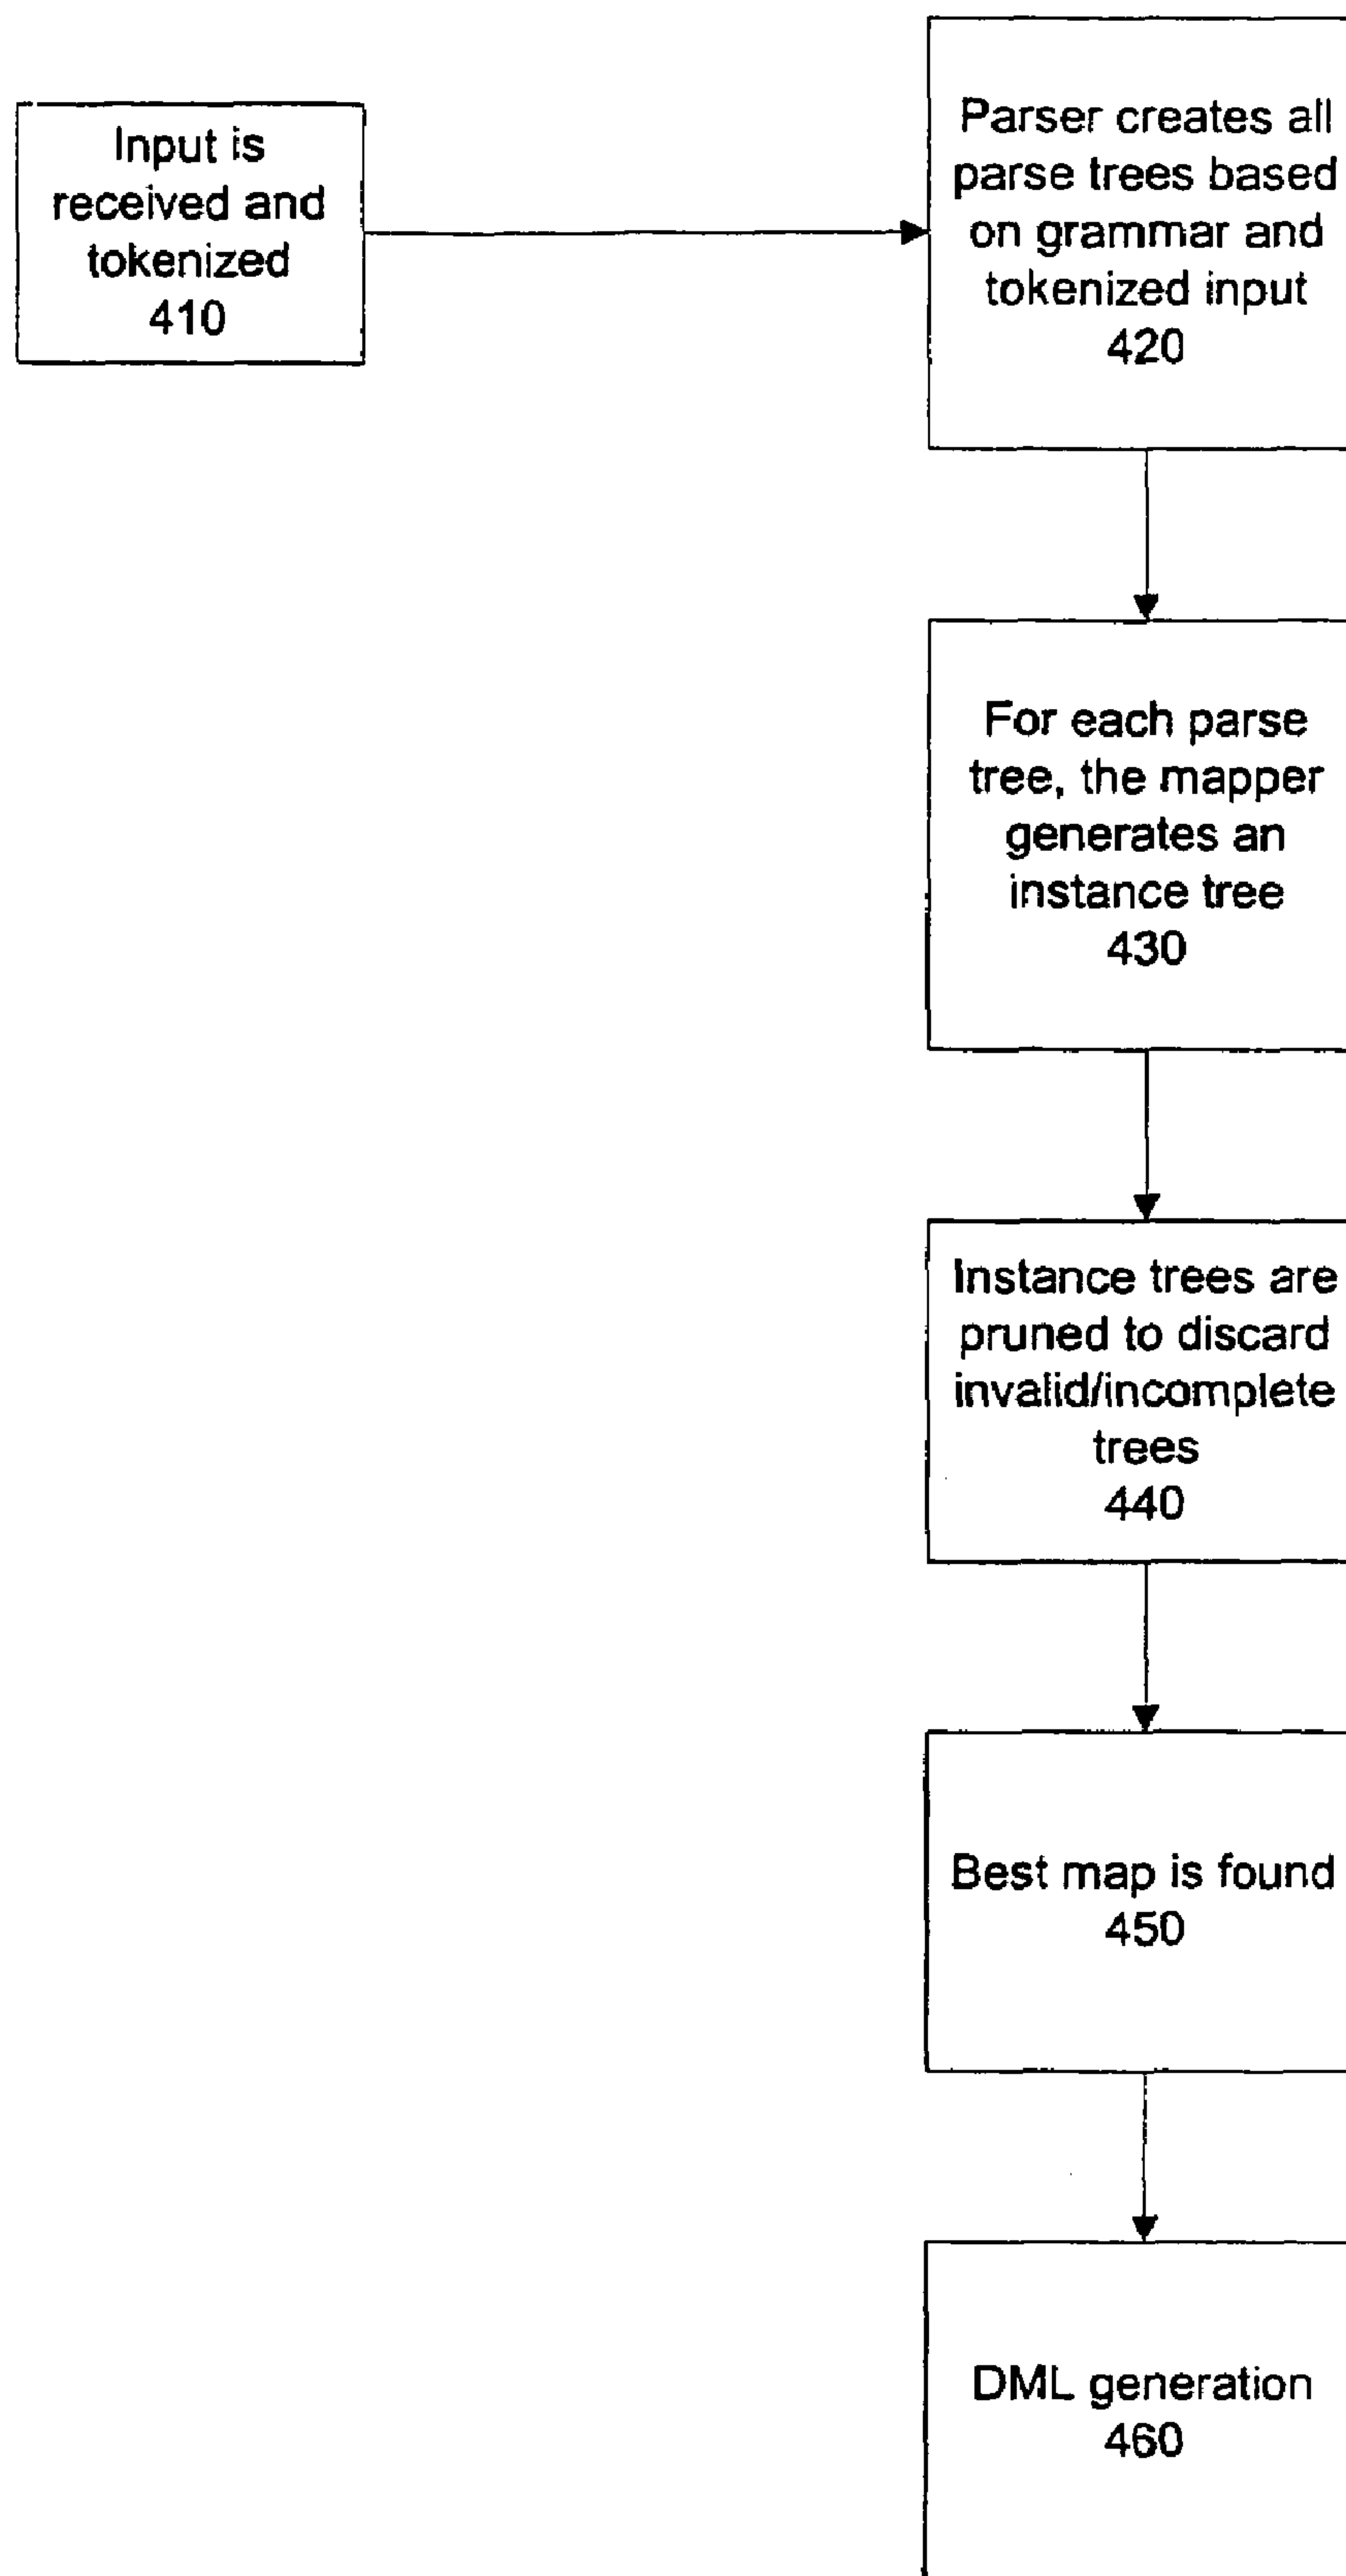 Input is
received and
tokenized
410
Parser creates all
parse trees based
on grammar and
tokenized input
420
For each parse
tree, the mapper
generates an
instance tree
430
Instance trees are
pruned to discard
invalid/incomplete
trees
440
Best map is found
450
DML generation
460